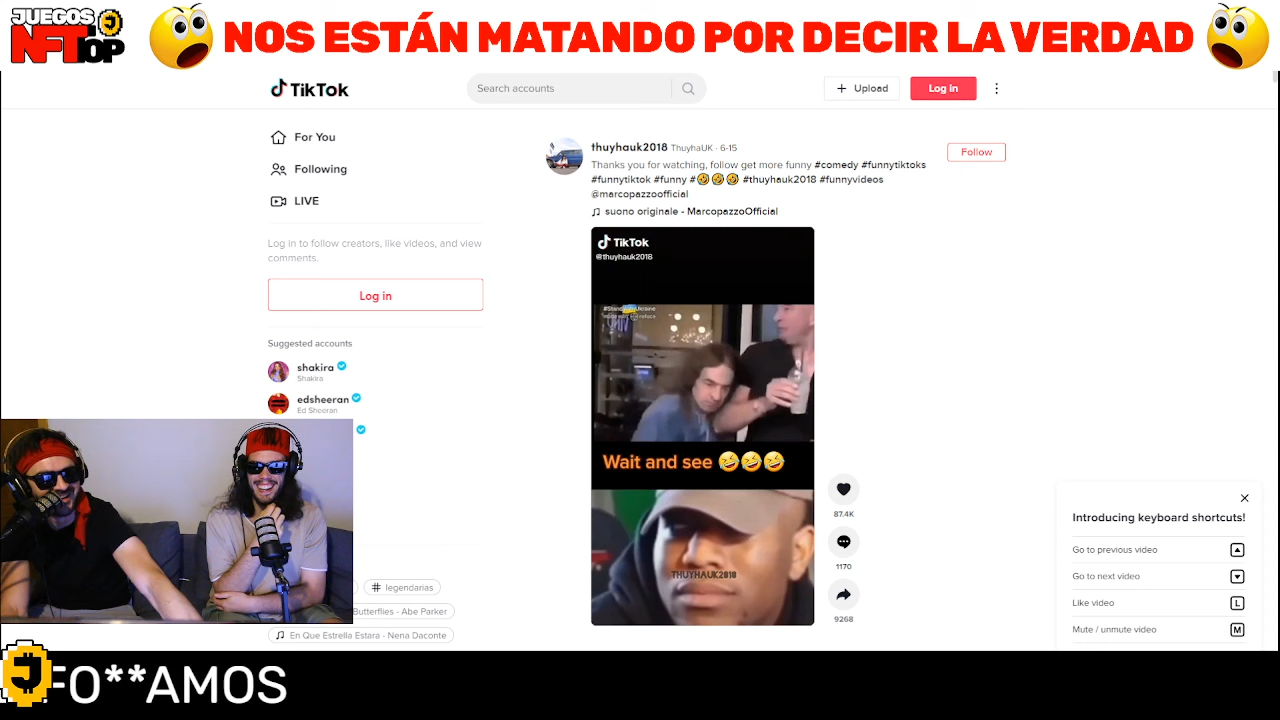 JUEGOS
NFT TOP
NOS ESTÁN MATANDO POR DECIR LA VERDAD
TikTok
Search accounts
Upload
Log in
For You
Following
LIVE
Log in to follow creators, like videos, and view
comments.
Log in
Suggested accounts
shakira
Shakira
edsheeran
Ed Sheeran
# legendarias
Butterflies - Abe Parker
En Que Estrella Estara - Nena Daconte
thuyhauk2018 ThuyhaUK · 6-15
Follow
Thanks you for watching, follow get more funny #comedy #funnytiktoks
#funnytiktok #funny #🤣🤣🤣 #thuyhauk2018 #funnyvideos
@marcopazzoofficial
suono originale - MarcopazzoOfficial
TikTok
@thuyhauk2018
Wait and see 🤣🤣🤣
THUYHAUK2018
87.4K
1170
9268
Introducing keyboard shortcuts!
Go to previous video
Go to next video
Like video
L
Mute / unmute video
M
J
FO**AMOS